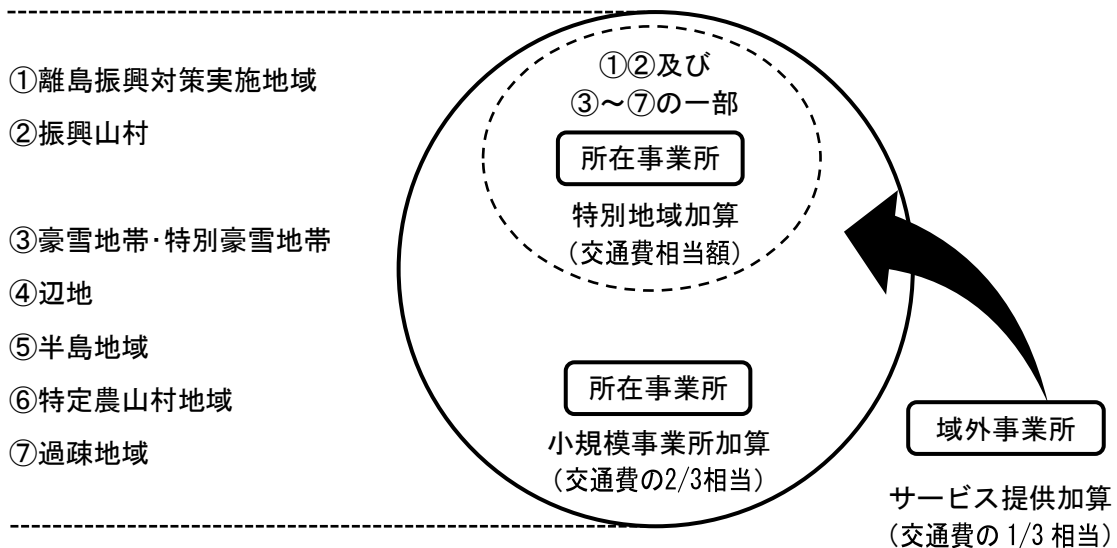 ①離島振興対策実施地域
②振興山村
③豪雪地帯・特別豪雪地帯
④辺地
⑤半島地域
⑥特定農山村地域
⑦過疎地域
①②及び
③～⑦の一部
所在事業所
特別地域加算
（交通費相当額）
所在事業所
小規模事業所加算
（交通費の2/3相当）
域外事業所
サービス提供加算
（交通費の 1/3 相当）